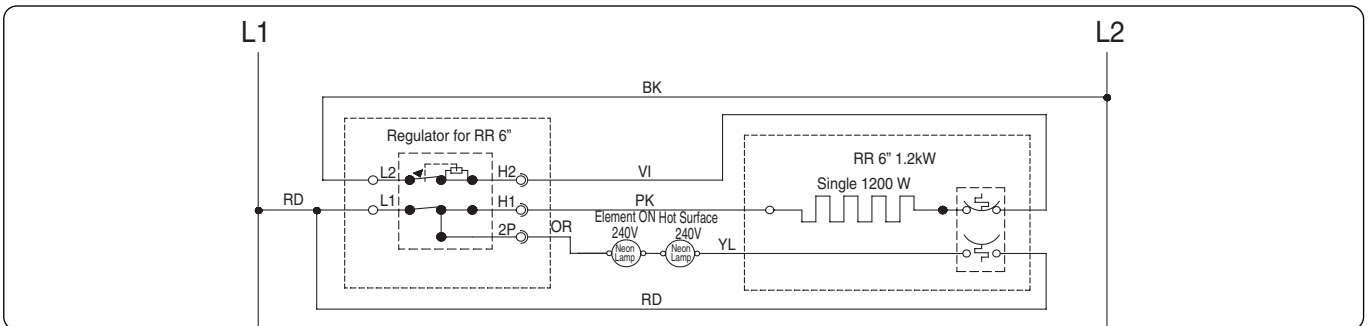 L1 L2
BK
Regulator for RR 6”
RR 6” 1.2kW
L2 H2 VI
Single 1200 W
RD L1 H1 PK
Element ON Hot Surface
2P OR 240V 240V YL
Neon Lamp Neon Lamp
RD